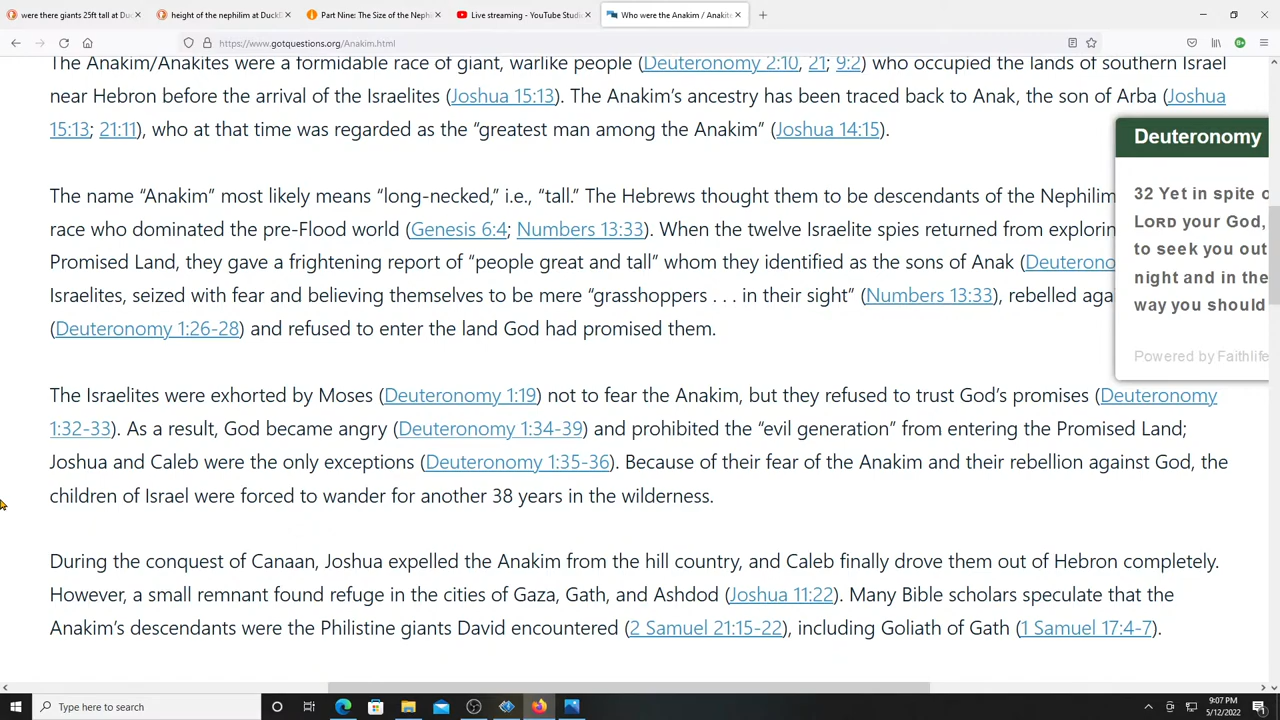 were there giants 25ft tall at Duc
height of the nephilim at DuckD
Part Nine: The Size of the Neph
Live streaming - YouTube Studi
Who were the Anakim / Anakit
https://www.gotquestions.org/Anakim.html
The Anakim/Anakites were a formidable race of giant, warlike people (Deuteronomy 2:10, 21; 9:2) who occupied the lands of southern Israel
near Hebron before the arrival of the Israelites (Joshua 15:13). The Anakim's ancestry has been traced back to Anak, the son of Arba (Joshua
15:13; 21:11), who at that time was regarded as the “greatest man among the Anakim” (Joshua 14:15).
The name “Anakim” most likely means “long-necked,” i.e., “tall.” The Hebrews thought them to be descendants of the Nephilim
race who dominated the pre-Flood world (Genesis 6:4; Numbers 13:33). When the twelve Israelite spies returned from explorin
Promised Land, they gave a frightening report of “people great and tall” whom they identified as the sons of Anak (Deuterono
Israelites, seized with fear and believing themselves to be mere “grasshoppers . . . in their sight” (Numbers 13:33), rebelled aga
(Deuteronomy 1:26-28) and refused to enter the land God had promised them.
Deuteronomy
32 Yet in spite o
LORD your God,
to seek you out
night and in the
way you should
Powered by Faithlife
The Israelites were exhorted by Moses (Deuteronomy 1:19) not to fear the Anakim, but they refused to trust God's promises (Deuteronomy
1:32-33). As a result, God became angry (Deuteronomy 1:34-39) and prohibited the “evil generation” from entering the Promised Land;
Joshua and Caleb were the only exceptions (Deuteronomy 1:35-36). Because of their fear of the Anakim and their rebellion against God, the
children of Israel were forced to wander for another 38 years in the wilderness.
During the conquest of Canaan, Joshua expelled the Anakim from the hill country, and Caleb finally drove them out of Hebron completely.
However, a small remnant found refuge in the cities of Gaza, Gath, and Ashdod (Joshua 11:22). Many Bible scholars speculate that the
Anakim's descendants were the Philistine giants David encountered (2 Samuel 21:15-22), including Goliath of Gath (1 Samuel 17:4-7).
Type here to search
9:07 PM
5/12/2022